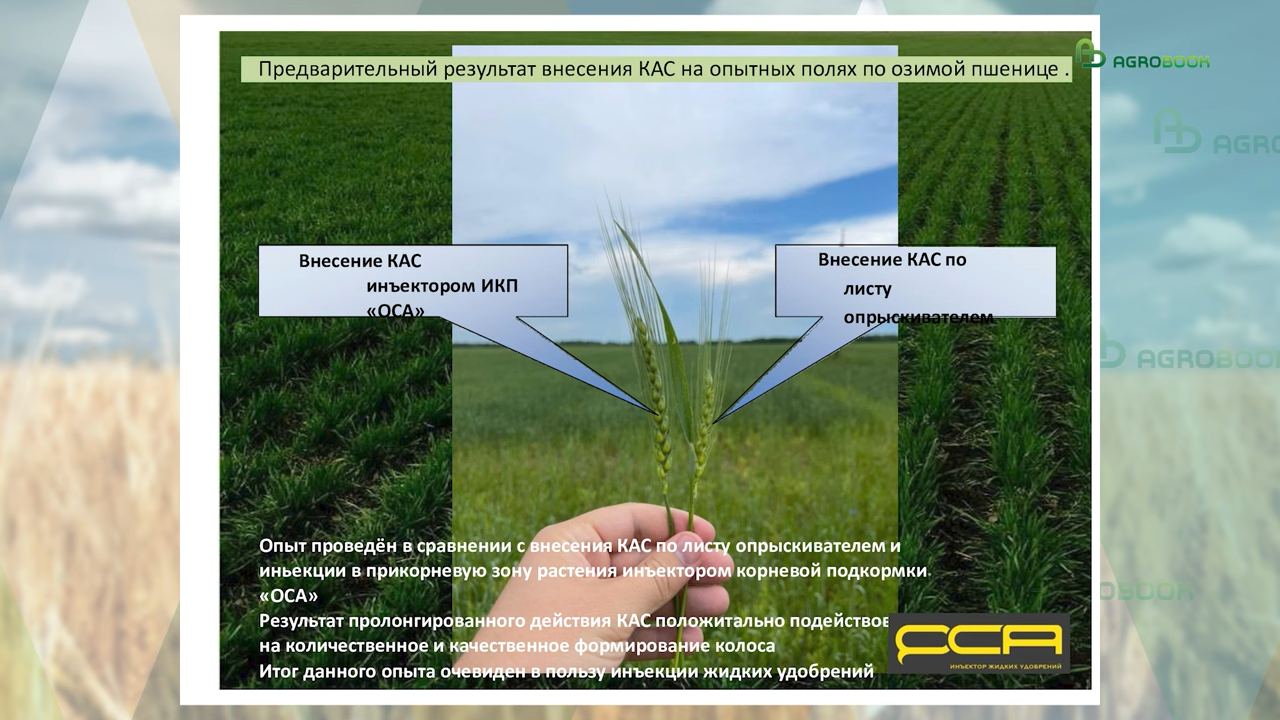 Предварительный результат внесения КАС на опытных полях по озимой пшенице .
AGROBOOK
AGRO
Внесение КАС
инъектором ИКП
«ОСА»
Внесение КАС по
листу
опрыскивателем
AGROBOOK
Опыт проведён в сравнении с внесения КАС по листу опрыскивателем и
иньекции в прикорневую зону растения инъектором корневой подкормки.
«ОСА»
Результат пролонгированного действия КАС положительно подействов
на количественное и качественное формирование колоса
Итог данного опыта очевиден в пользу инъекции жидких удобрений
ОСА
ИНЪЕКТОР ЖИДКИХ УДОБРЕНИЙ
OBOOK